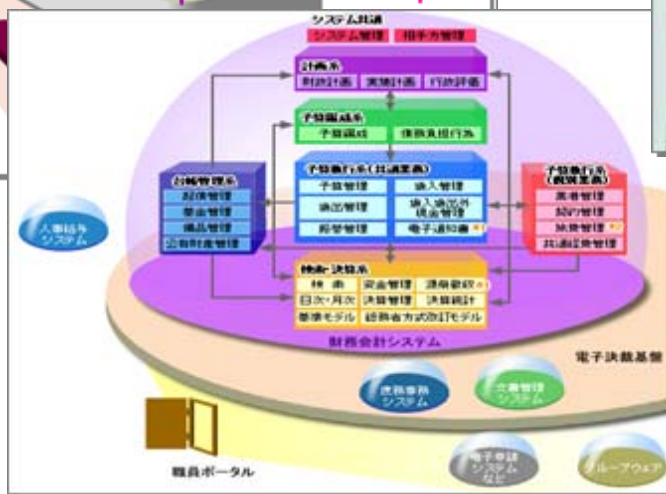 システム共通
システム管理 相手方管理
計画系
財政計画 実施計画 行政評価
予算編成系
予算編成 債務負担行為
予算執行系(共通業務)
予算管理 歳入管理
歳出管理 歳入歳出外現金管理
電子通知書
台帳管理系
起債管理
基金管理
備品管理
公有財産管理
予算執行系(個別業務)
業者管理
契約管理
旅費管理
共通経費管理
検索・決算系
検索 資金管理 源泉徴収
日次・月次 決算管理 決算統計
基準モデル 総務省方式改訂モデル
財務会計システム
人事給与
システム
電子決裁基盤
庶務事務
システム
文書管理
システム
電子申請
システム
など
グループウェア
職員ポータル